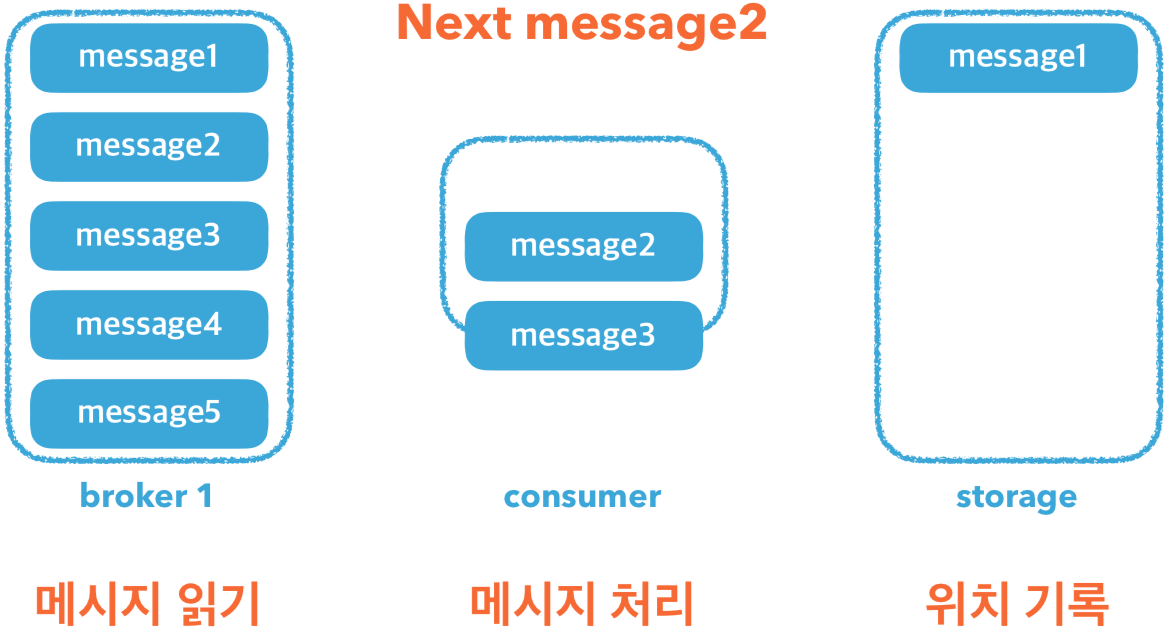 Next message2
message1
message2
message3
message4
message5
broker 1
메시지 읽기
message2
message3
consumer
메시지 처리
message1
storage
위치 기록